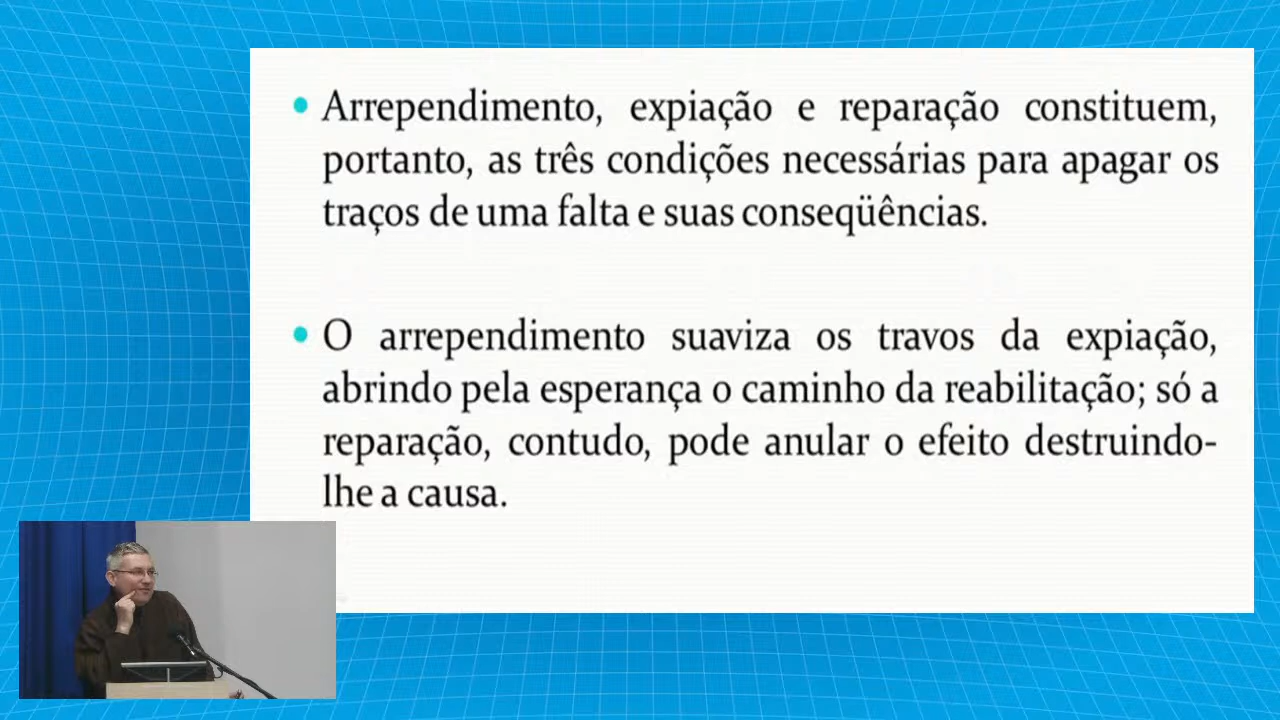 Arrependimento, expiação e reparação constituem,
portanto, as três condições necessárias para apagar os
traços de uma falta e suas conseqüências.
O arrependimento suaviza os travos da expiação,
abrindo pela esperança o caminho da reabilitação; só a
reparação, contudo, pode anular o efeito destruindo-
lhe a causa.